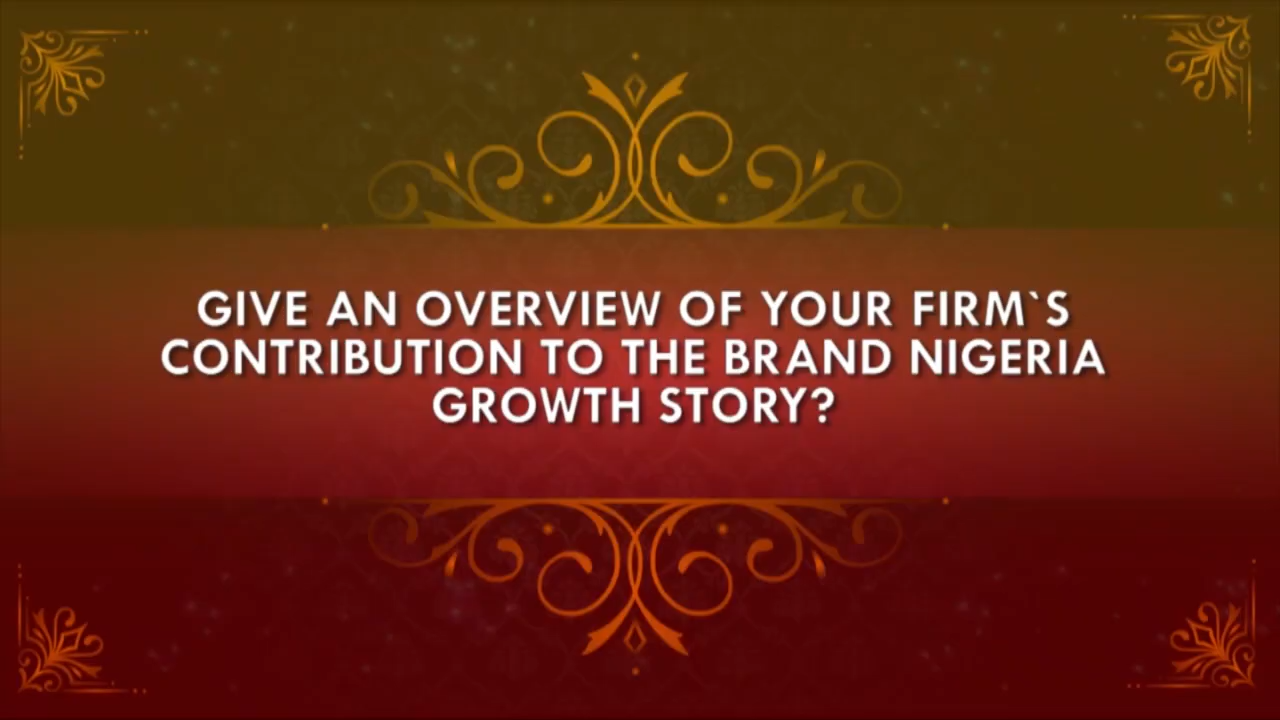 GIVE AN OVERVIEW OF YOUR FIRM`S
CONTRIBUTION TO THE BRAND NIGERIA
GROWTH STORY?